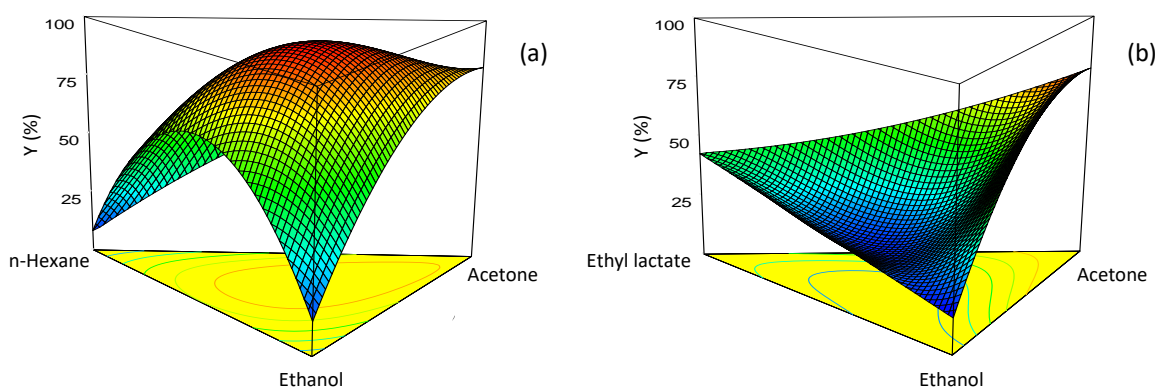 (a)
100
75
50
25
Y (%)
n-Hexane
Acetone
Ethanol
(b)
100
75
50
25
Y (%)
Ethyl lactate
Acetone
Ethanol